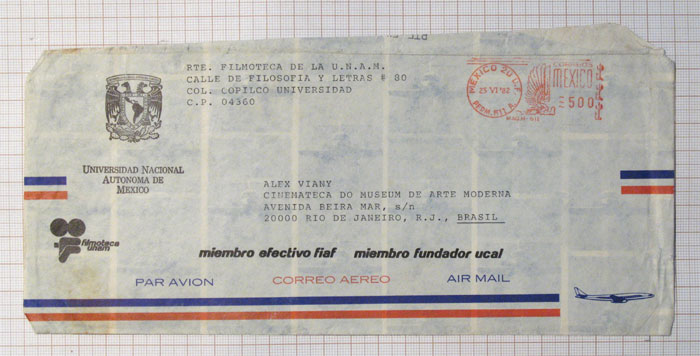 RTE. FILMOTECA DE LA U.N.A.M.
CALLE DE FILOSOFIA Y LETRAS # 80
COL. COPILCO UNIVERSIDAD
C.P. 04360
MEXICO 20 D.F.
25 VI '82
CORREOS
MEXICO
500
UNIVERSIDAD NACIONAL
AUTONOMA DE
MEXICO
ALEX VIANY
CINEMATECA DO MUSEUM DE ARTE MODERNA
AVENIDA BEIRA MAR, s/n
20000 RIO DE JANEIRO, R.J., BRASIL
filmoteca
unam
miembro efectivo fiaf miembro fundador ucal
PAR AVION CORREO AEREO AIR MAIL